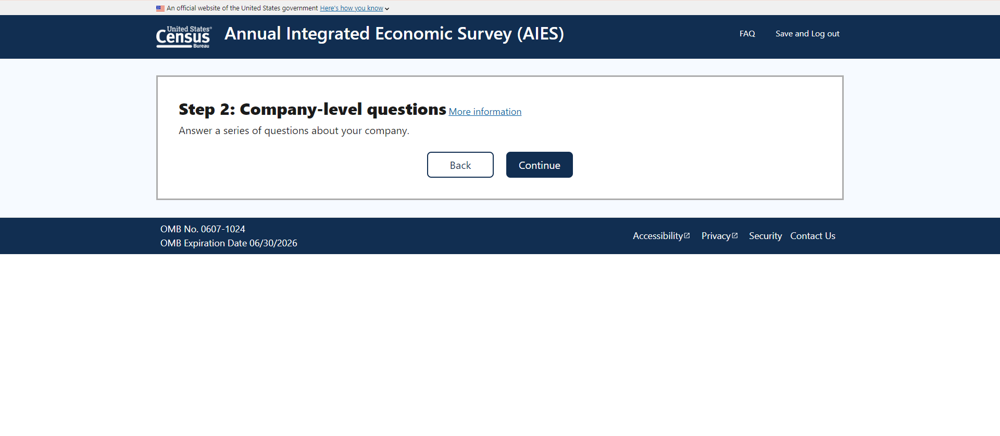 An official website of the United States government Here's how you know
United States®
Census
Bureau
Annual Integrated Economic Survey (AIES)
FAQ
Save and Log out
Step 2: Company-level questions More information
Answer a series of questions about your company.
Back
Continue
OMB No. 0607-1024
OMB Expiration Date 06/30/2026
Accessibility
Privacy
Security
Contact Us